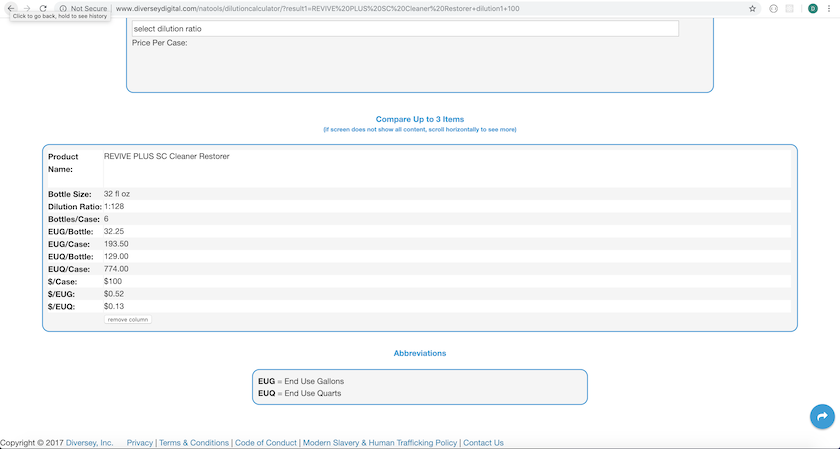 Not Secure | www.diverseydigital.com/natools/dilutioncalculator/?result1=REVIVE%20PLUS%20SC%20Cleaner%20Restorer+dilution1+100
Click to go back, hold to see history
select dilution ratio
Price Per Case:
Compare Up to 3 Items
(If screen does not show all content, scroll horizontally to see more)
Product Name: REVIVE PLUS SC Cleaner Restorer
Bottle Size: 32 fl oz
Dilution Ratio: 1:128
Bottles/Case: 6
EUG/Bottle: 32.25
EUG/Case: 193.50
EUQ/Bottle: 129.00
EUQ/Case: 774.00
$/Case: $100
$/EUG: $0.52
$/EUQ: $0.13
remove column
Abbreviations
EUG = End Use Gallons
EUQ = End Use Quarts
Copyright © 2017 Diversey, Inc. Privacy | Terms & Conditions | Code of Conduct | Modern Slavery & Human Trafficking Policy | Contact Us